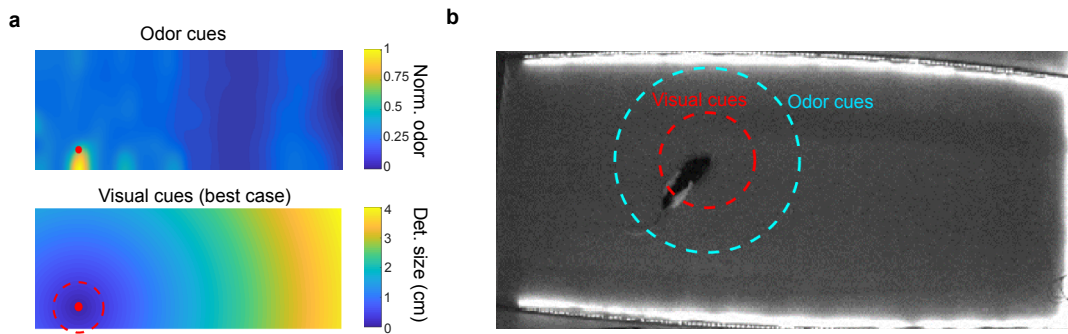 a
Odor cues
1
0.75
0.5
0.25
0
Norm. odor
Visual cues (best case)
4
3
2
1
0
Det. size (cm)
b
Visual cues
Odor cues